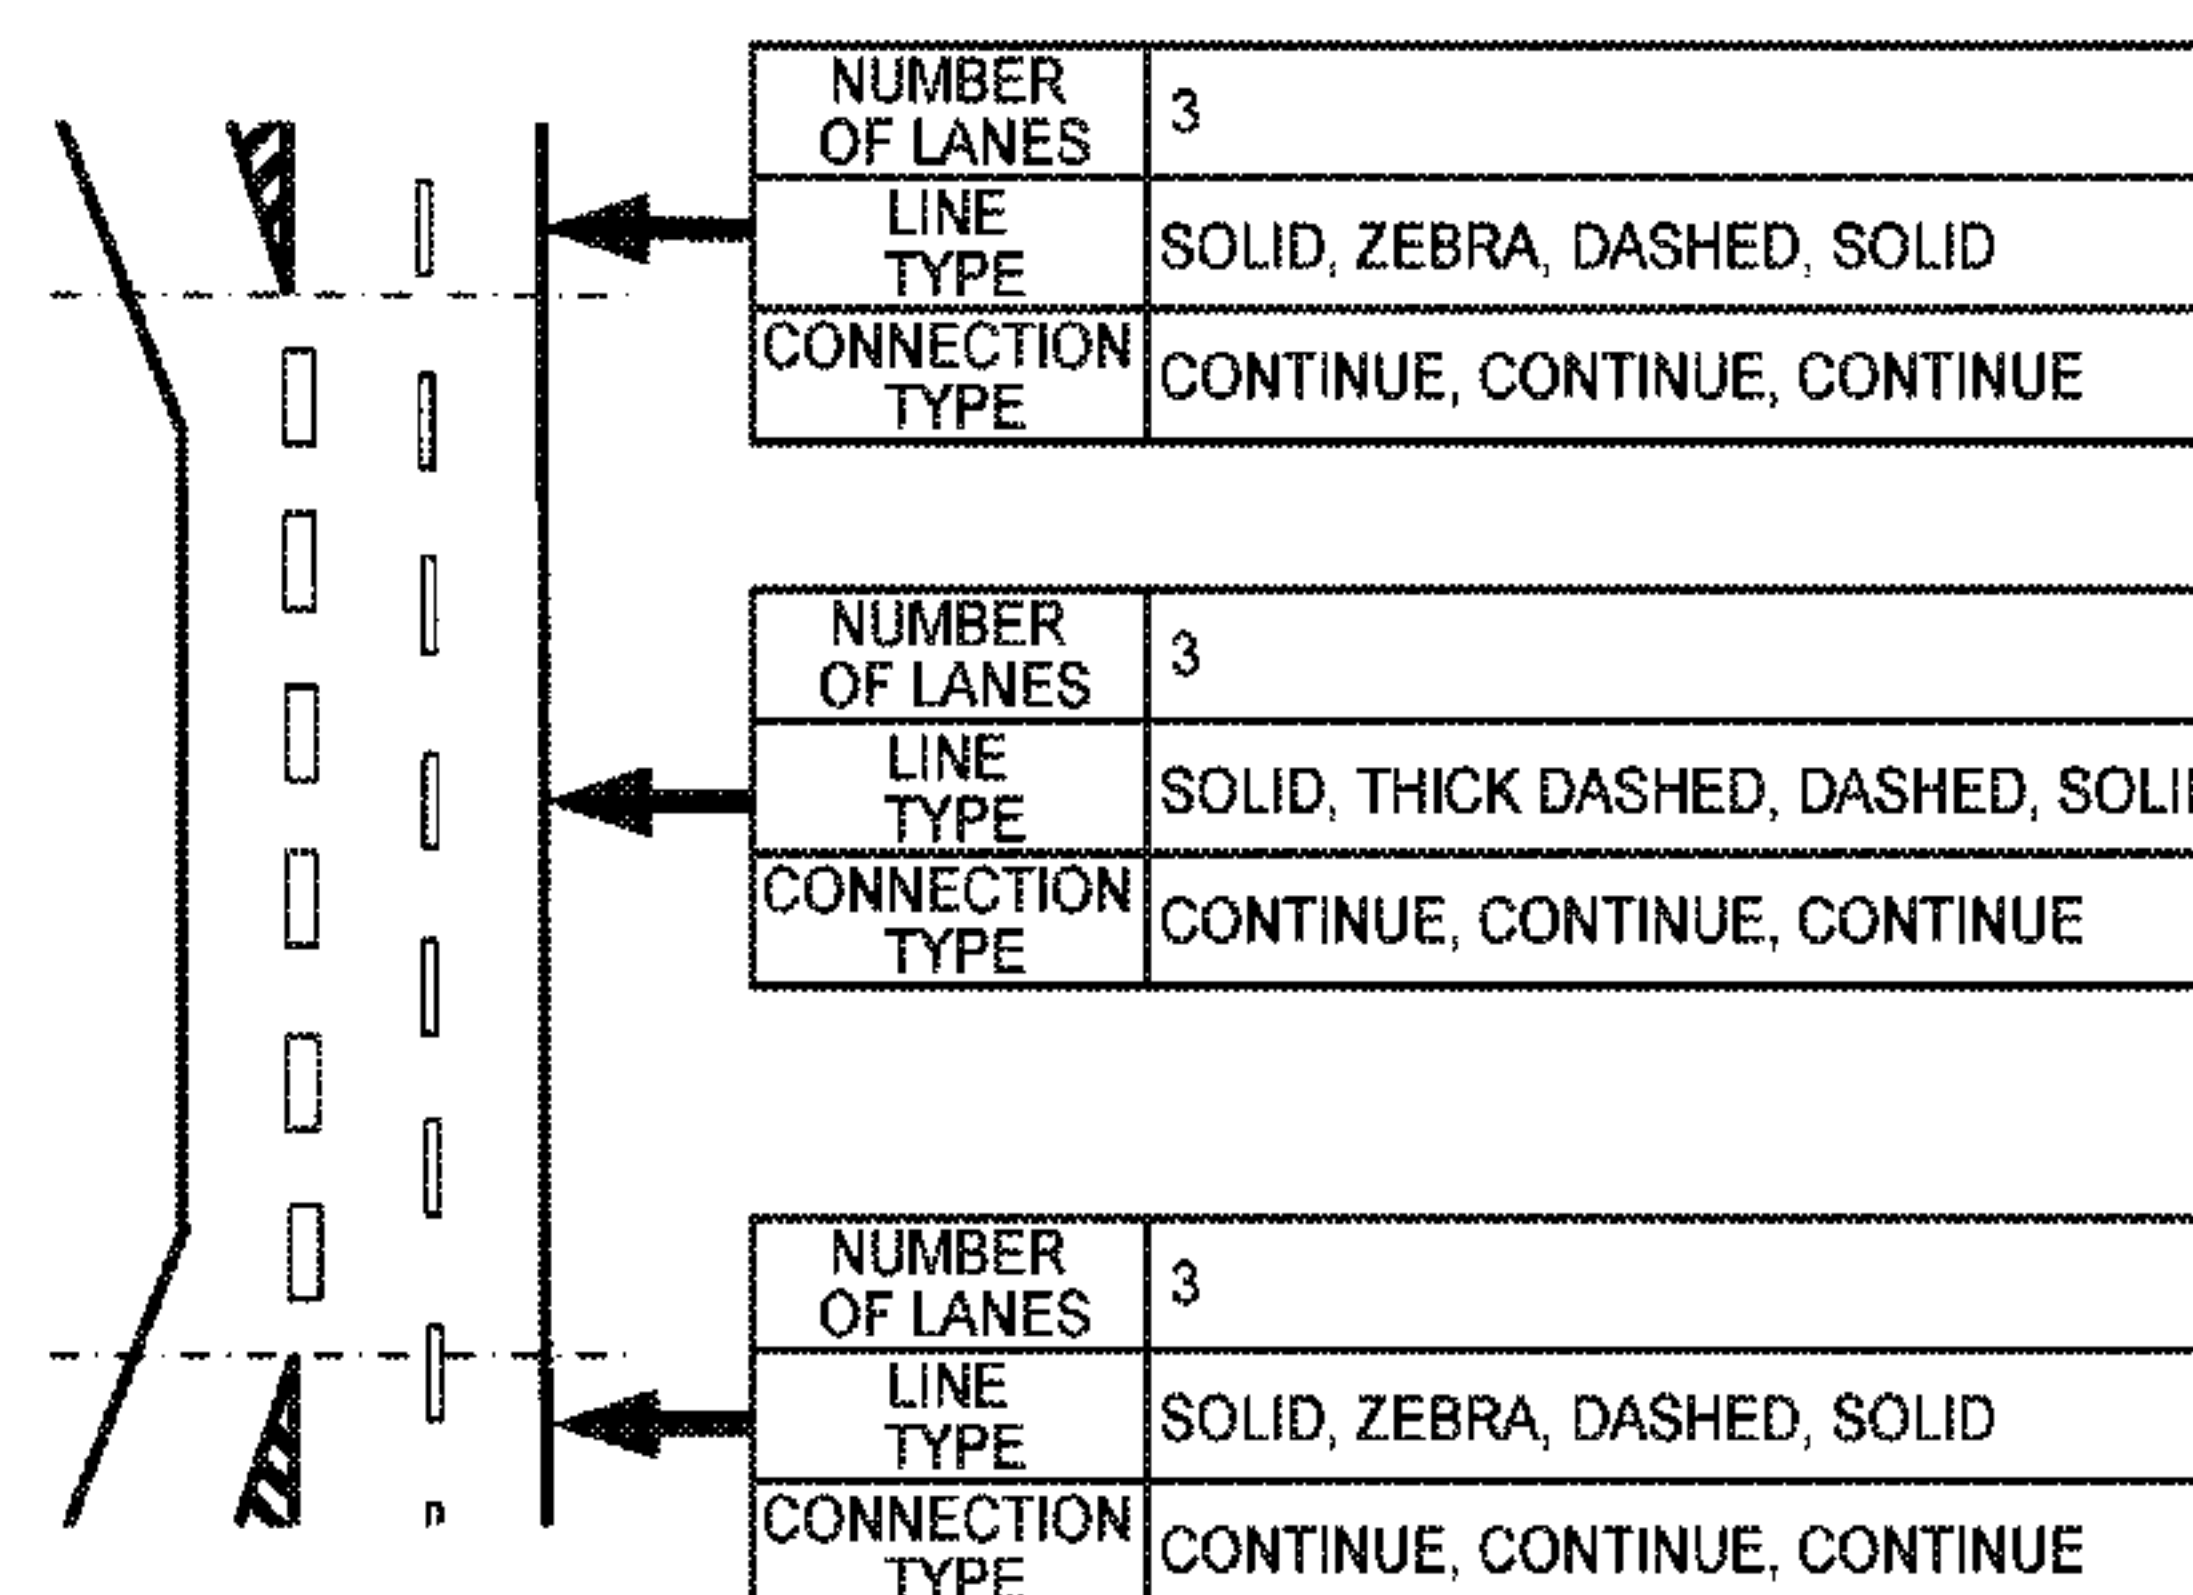 NUMBER
OF LANES
3
LINE
TYPE
SOLID, ZEBRA, DASHED, SOLID
CONNECTION
TYPE
CONTINUE, CONTINUE, CONTINUE
NUMBER
OF LANES
3
LINE
TYPE
SOLID, THICK DASHED, DASHED, SOLI
CONNECTION
TYPE
CONTINUE, CONTINUE, CONTINUE
NUMBER
OF LANES
3
LINE
TYPE
SOLID, ZEBRA, DASHED, SOLID
CONNECTION
TYPE
CONTINUE, CONTINUE, CONTINUE